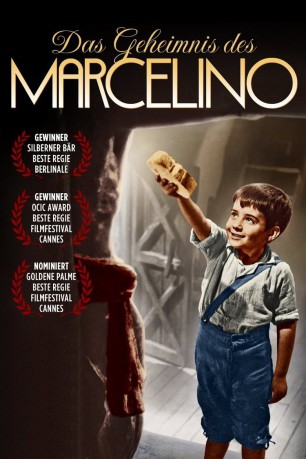 Das Geheimnis des
MARCELINO
GEWINNER
SILBERNER BÄR
BESTE REGIE
BERLINALE
GEWINNER
OCIC AWARD
BESTE REGIE
FILMFESTIVAL
CANNES
NOMINIERT
GOLDENE PALME
BESTE REGIE
FILMFESTIVAL
CANNES